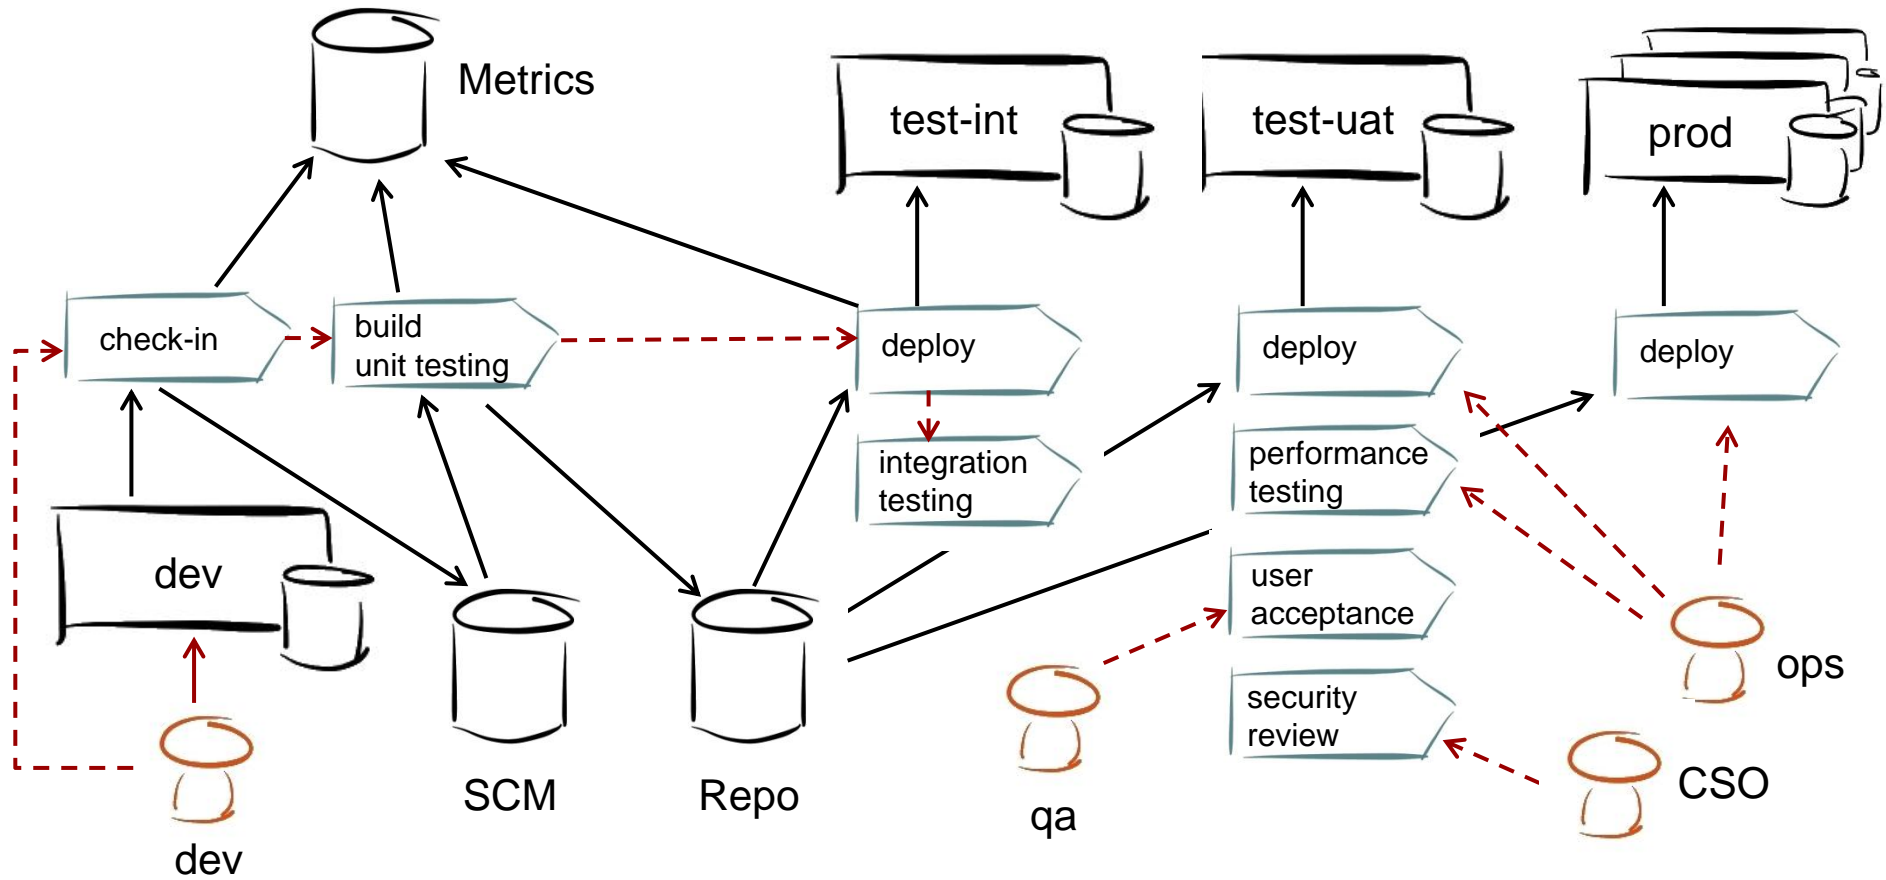 Metrics
test-int
test-uat
prod
check-in
build
unit testing
deploy
deploy
deploy
integration
testing
performance
testing
dev
user
acceptance
security
review
ops
SCM
Repo
qa
CSO
dev